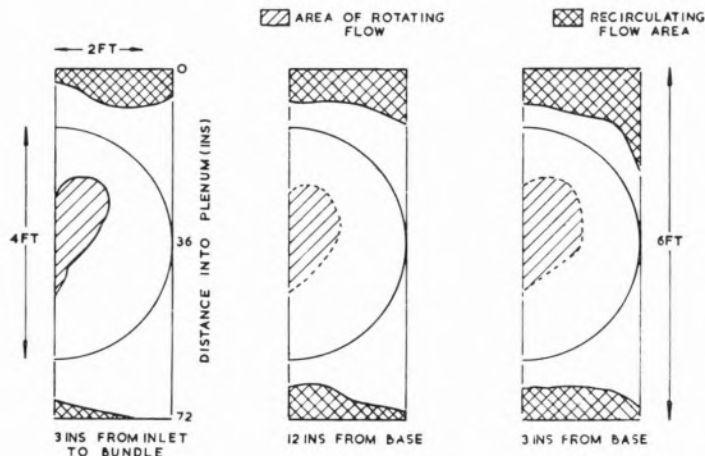 AREA OF ROTATING
FLOW
RECIRCULATING
FLOW AREA
2FT
0
4FT
36
DISTANCE INTO PLENUM (INS)
6FT
72
3 INS FROM INLET
TO BUNDLE
12 INS FROM BASE
3 INS FROM BASE